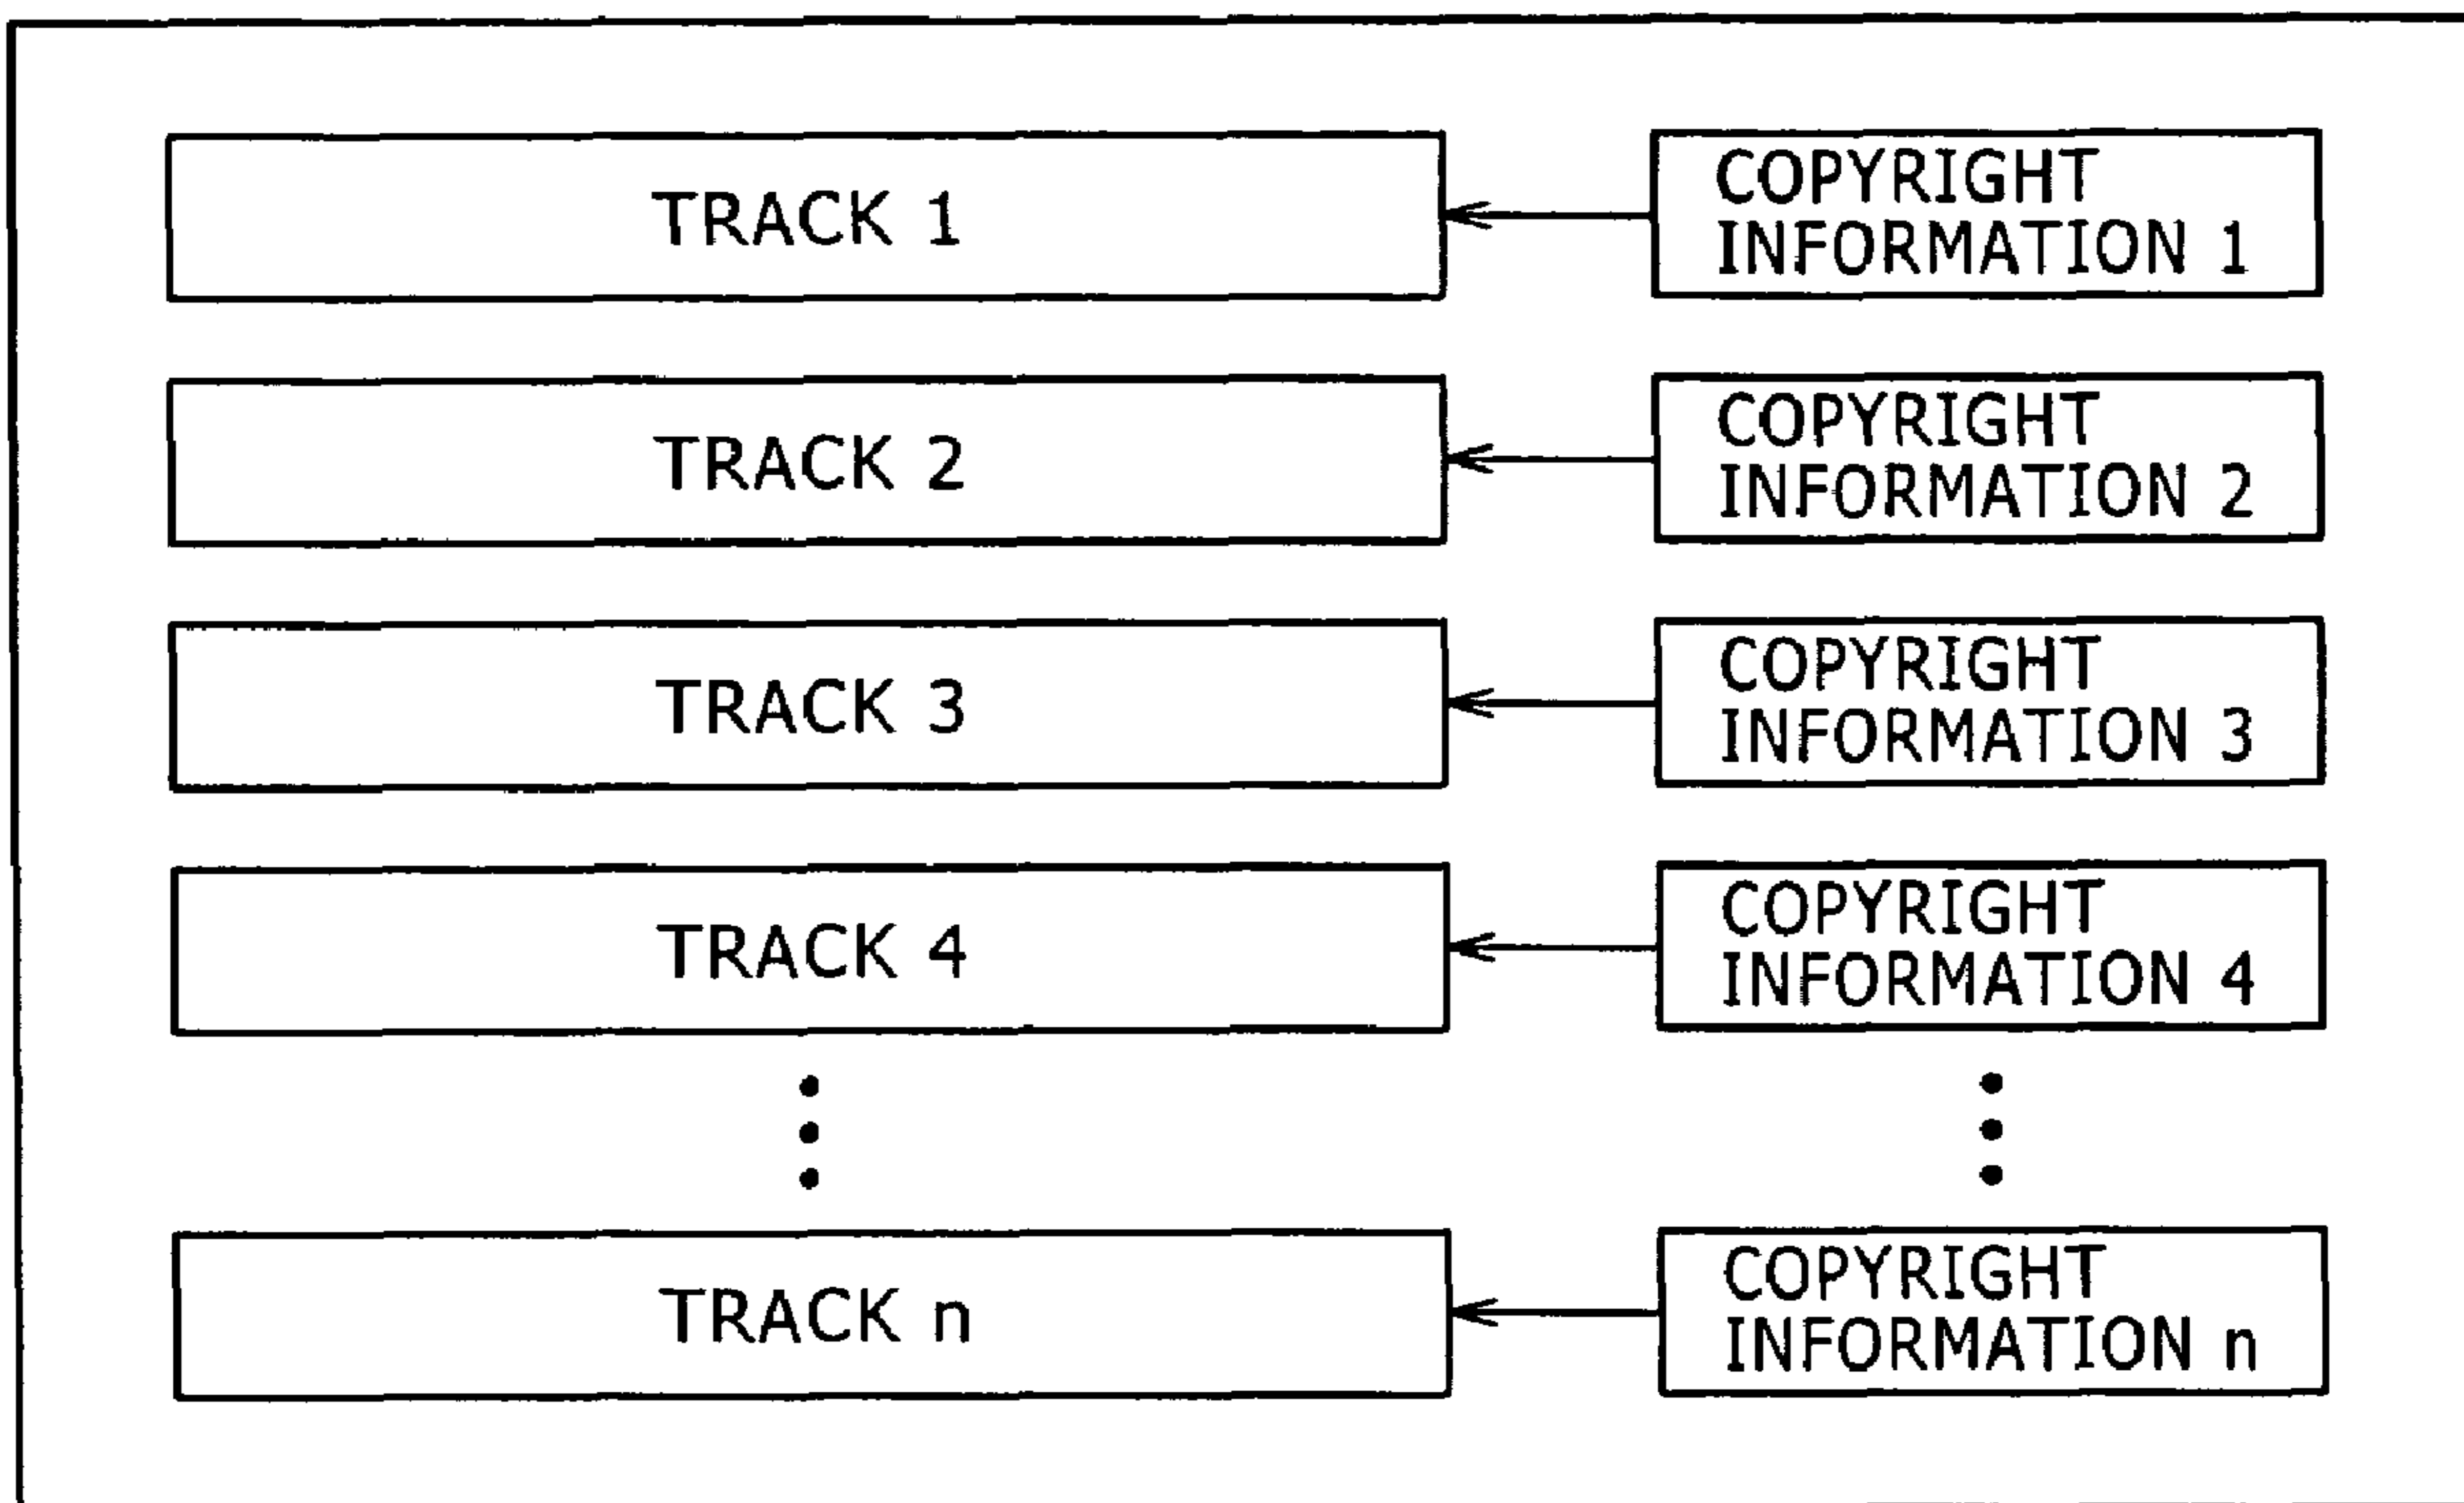 TRACK 1
COPYRIGHT
INFORMATION 1
TRACK 2
COPYRIGHT
INFORMATION 2
TRACK 3
COPYRIGHT
INFORMATION 3
TRACK 4
COPYRIGHT
INFORMATION 4
TRACK n
COPYRIGHT
INFORMATION n